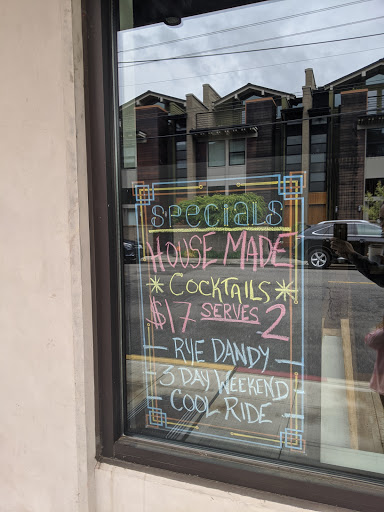 SPECIALS
HOUSE MADE
* COCKTAILS *
$17 SERVES 2
- RYE DANDY -
- 3 DAY WEEKEND -
- COOL RIDE -